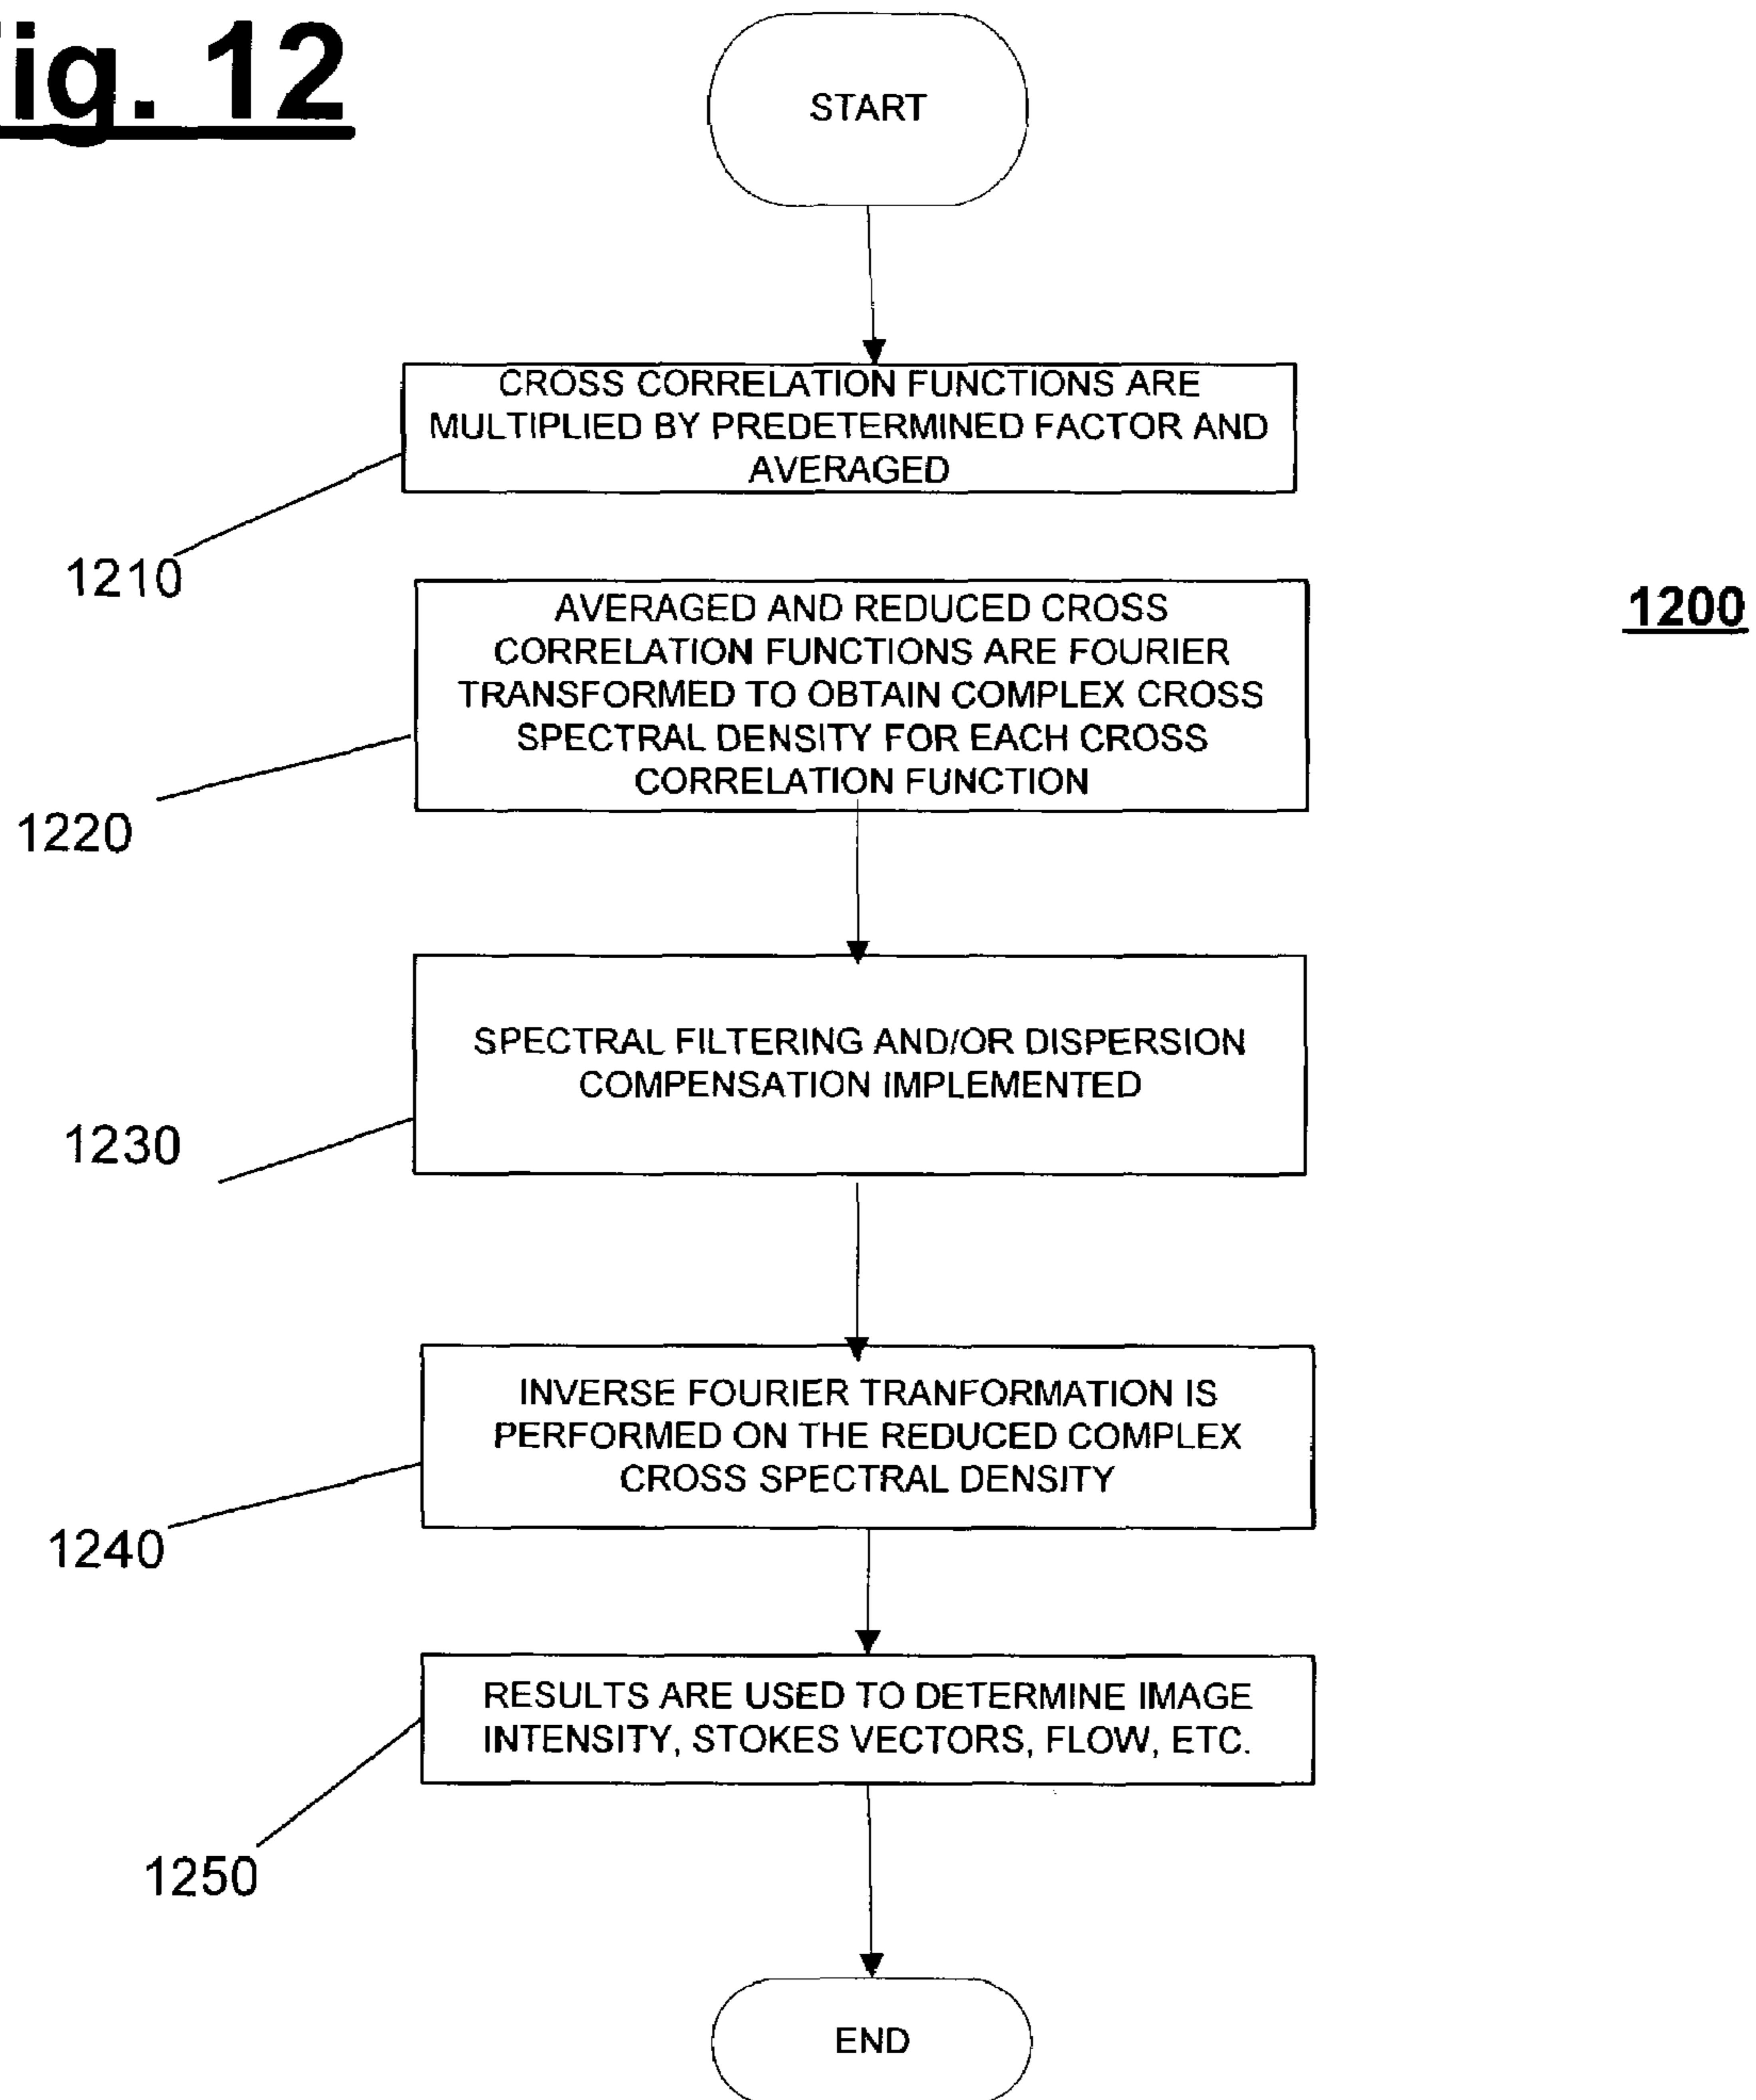 Fig. 12
START
CROSS CORRELATION FUNCTIONS ARE
MULTIPLIED BY PREDETERMINED FACTOR AND
AVERAGED
1210
AVERAGED AND REDUCED CROSS
CORRELATION FUNCTIONS ARE FOURIER
TRANSFORMED TO OBTAIN COMPLEX CROSS
SPECTRAL DENSITY FOR EACH CROSS
CORRELATION FUNCTION
1200
1220
SPECTRAL FILTERING AND/OR DISPERSION
COMPENSATION IMPLEMENTED
1230
INVERSE FOURIER TRANFORMATION IS
PERFORMED ON THE REDUCED COMPLEX
CROSS SPECTRAL DENSITY
1240
RESULTS ARE USED TO DETERMINE IMAGE
INTENSITY, STOKES VECTORS, FLOW, ETC.
1250
END